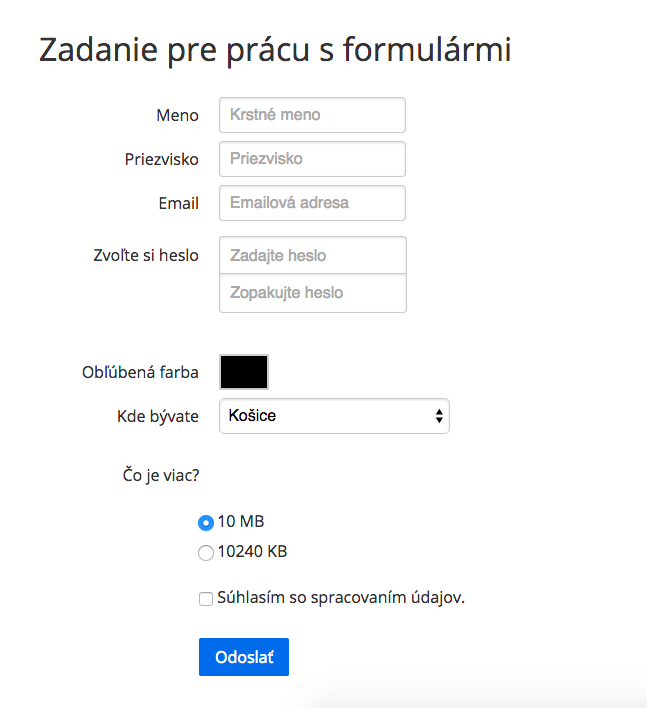 Zadanie pre prácu s formulármi
Meno Krstné meno
Priezvisko Priezvisko
Email Emailová adresa
Zvoľte si heslo Zadajte heslo
Zopakujte heslo
Obľúbená farba
Kde bývate Košice
Čo je viac?
10 MB
10240 KB
Súhlasím so spracovaním údajov.
Odoslať